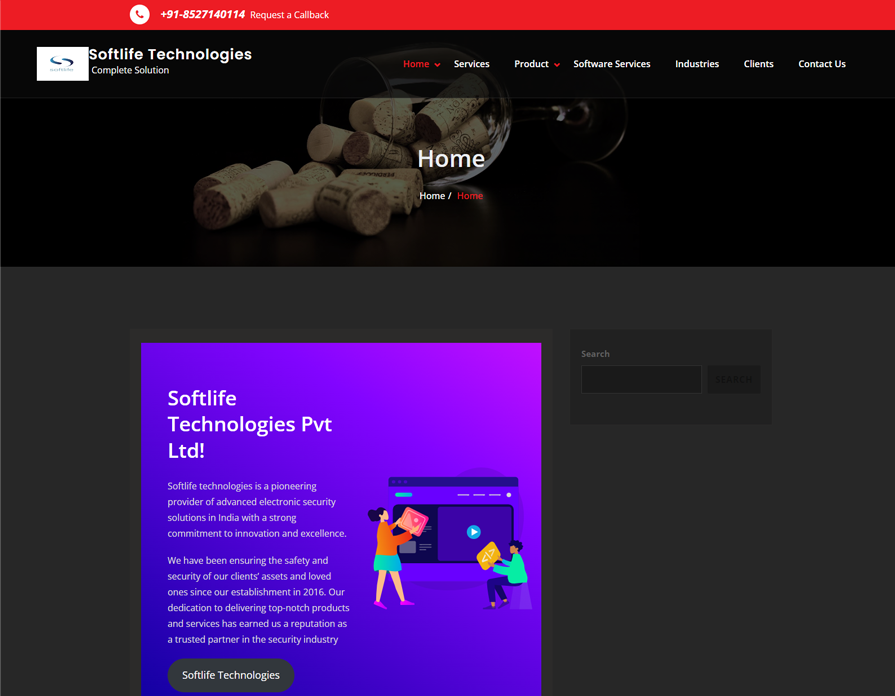 +91-8527140114 Request a Callback
Softlife Technologies
Complete Solution
Home Services Product Software Services Industries Clients Contact Us
Home
Home / Home
Softlife
Technologies Pvt
Ltd!
Softlife technologies is a pioneering
provider of advanced electronic security
solutions in India with a strong
commitment to innovation and excellence.
We have been ensuring the safety and
security of our clients’ assets and loved
ones since our establishment in 2016. Our
dedication to delivering top-notch products
and services has earned us a reputation as
a trusted partner in the security industry
Softlife Technologies
Search
SEARCH